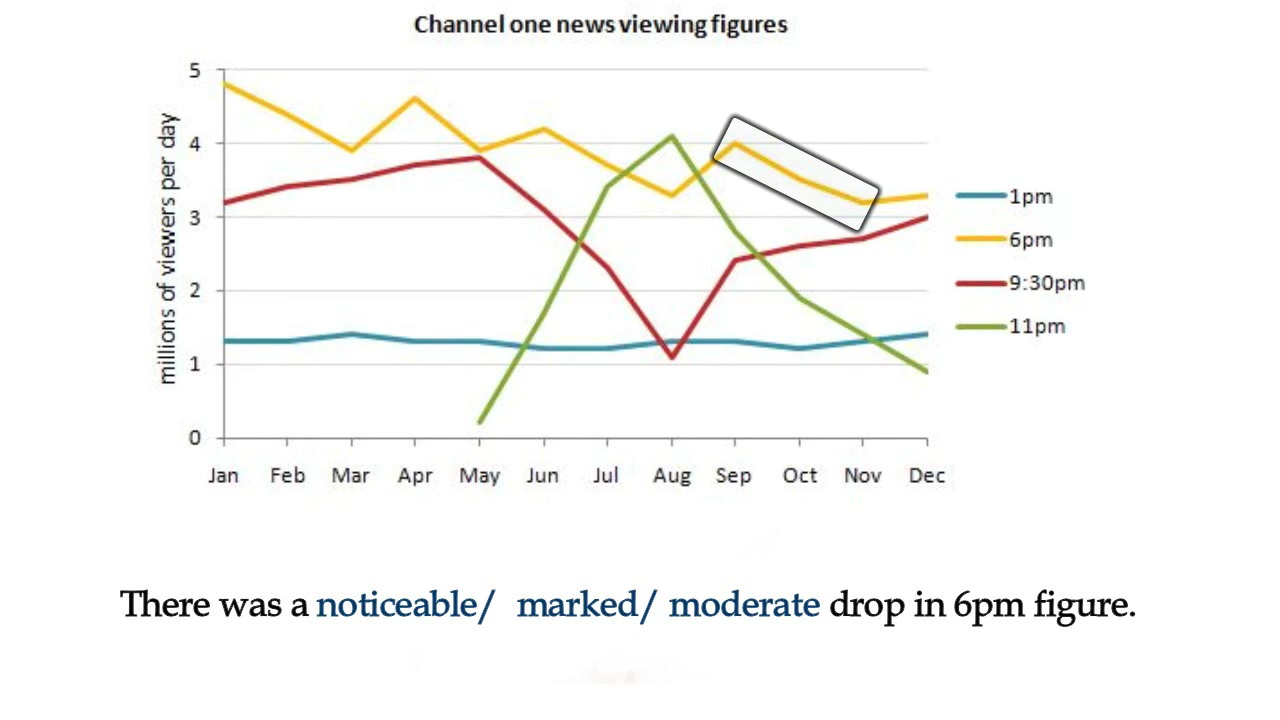 Channel one news viewing figures
millions of viewers per day
5
4
3
2
1
0
Jan Feb Mar Apr May Jun Jul Aug Sep Oct Nov Dec
1pm
6pm
9:30pm
11pm
There was a noticeable/ marked/ moderate drop in 6pm figure.